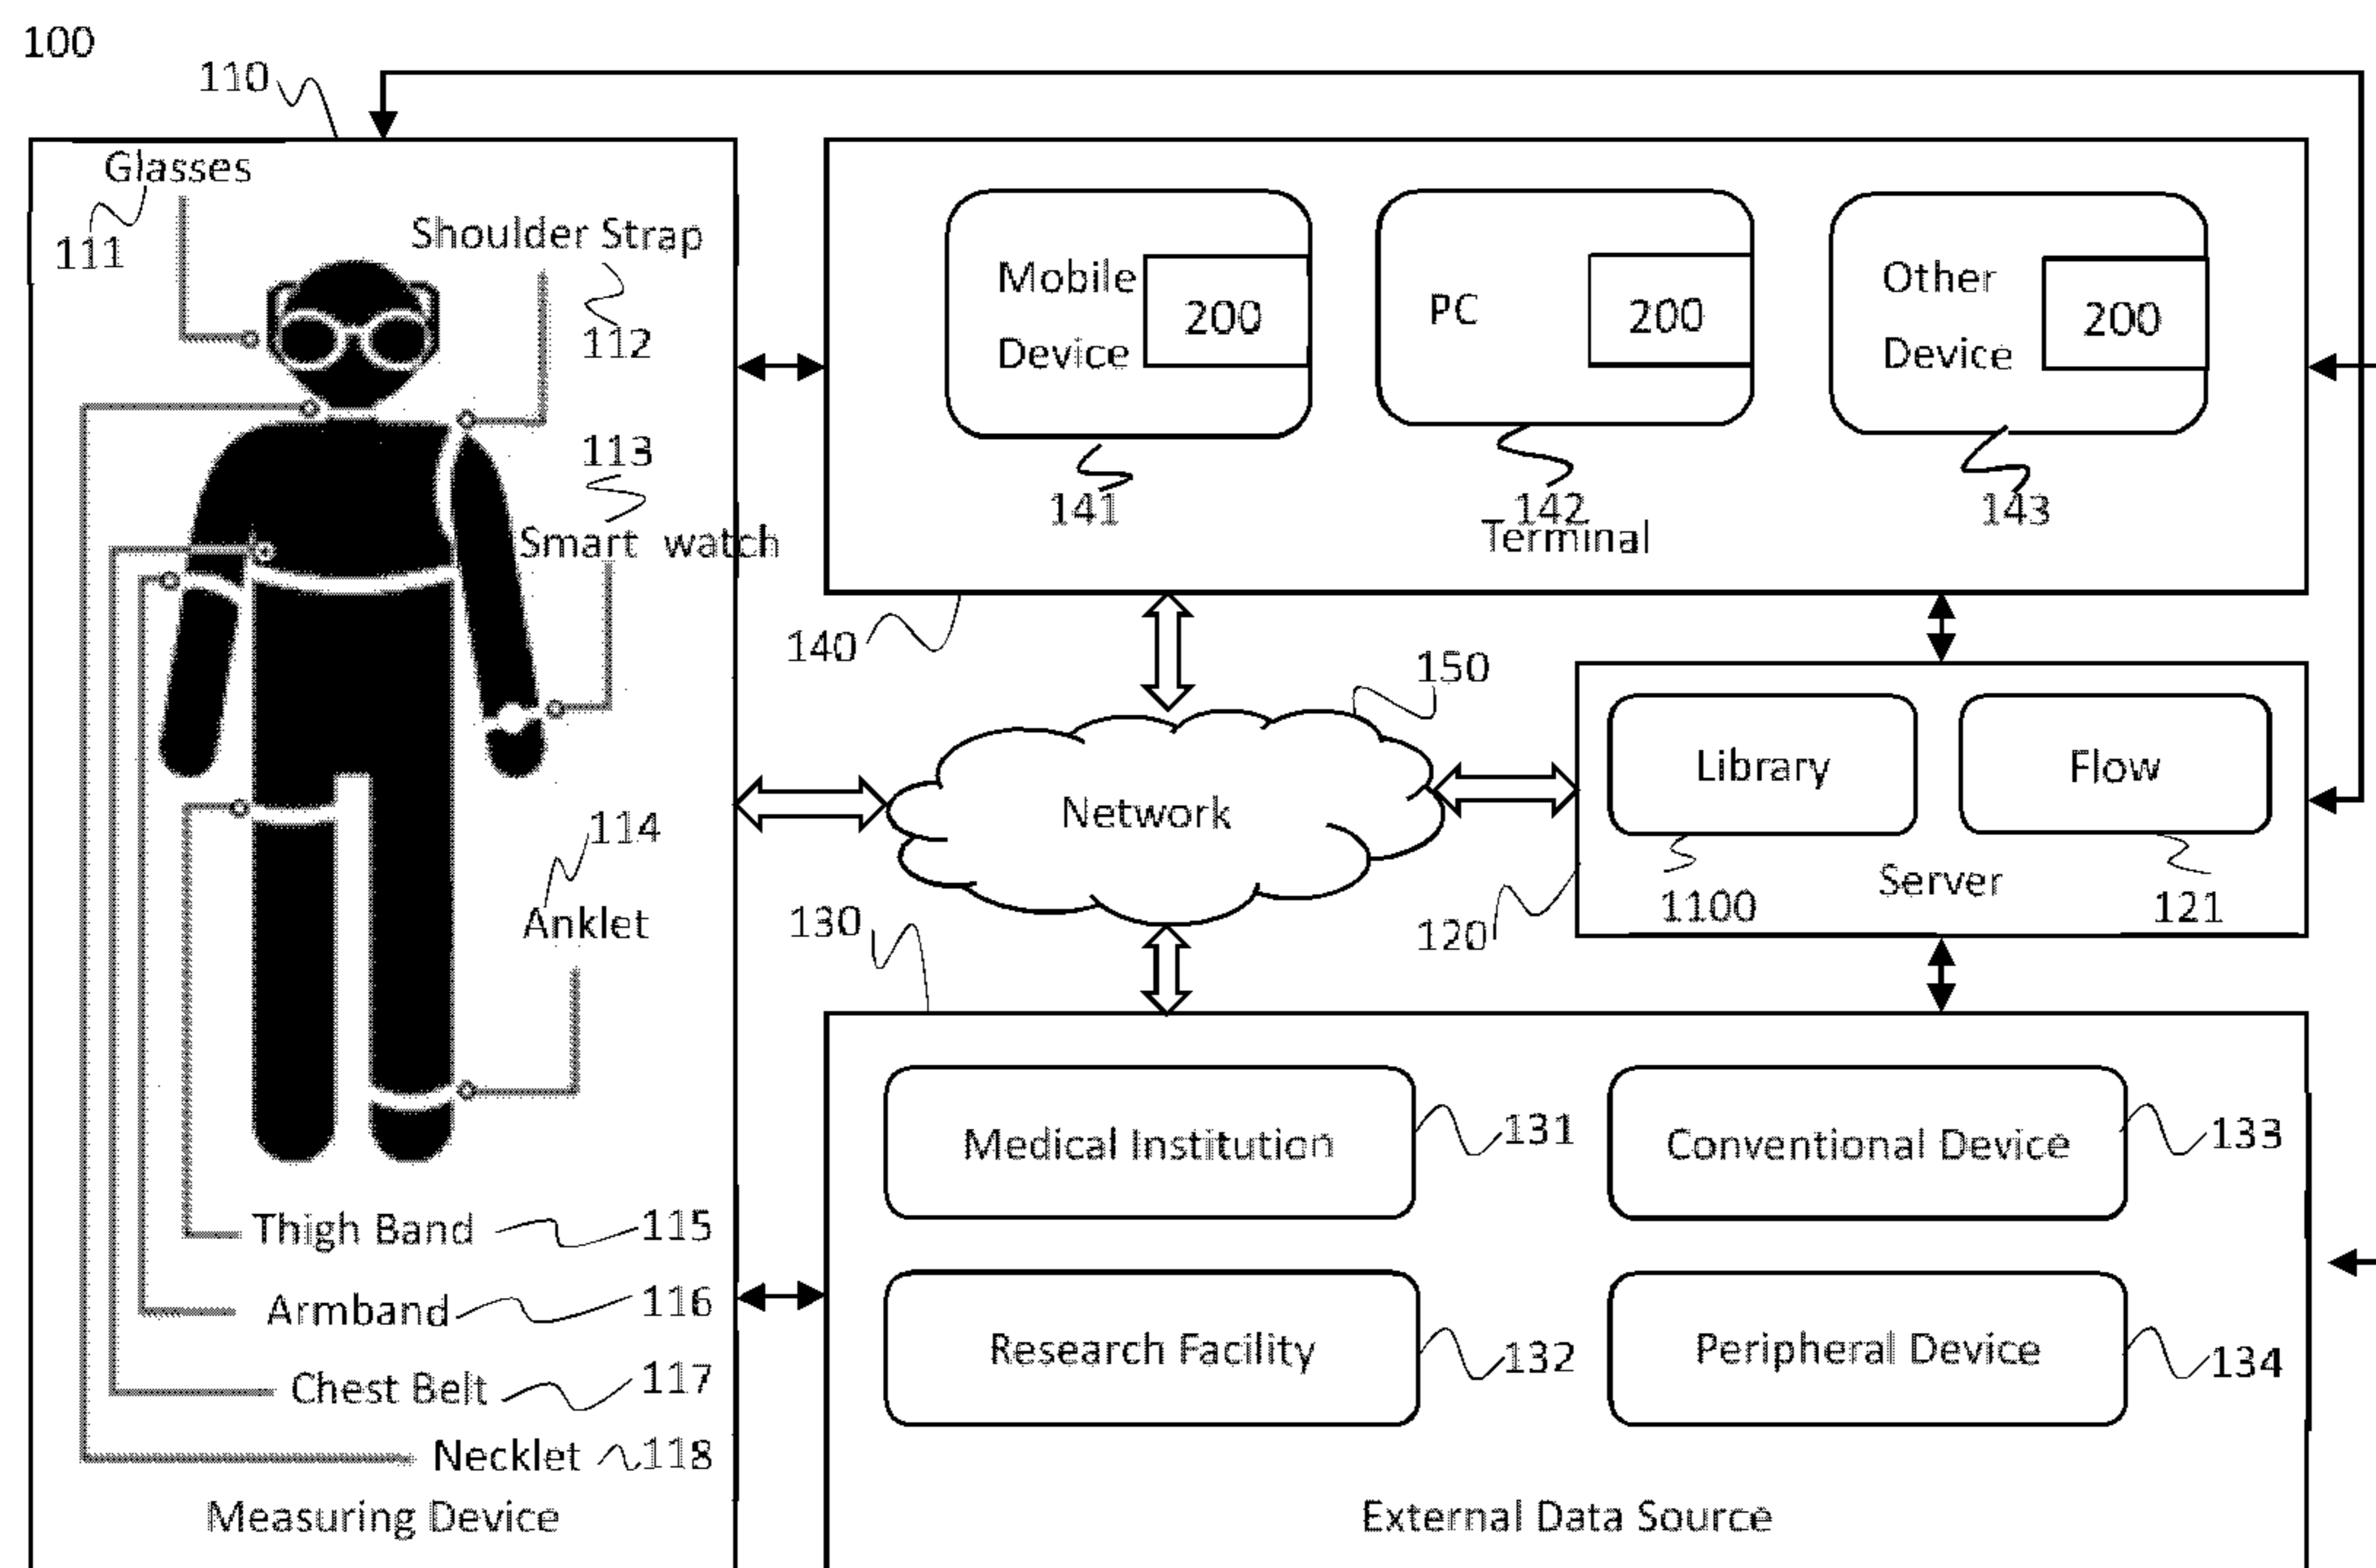 100
110
Glasses
111
Shoulder Strap
112
113
Smart watch
114
Anklet
Thigh Band 115
Armband 116
Chest Belt 117
Necklet 118
Measuring Device
Mobile
Device
200
141
PC
200
142
Other
Device
200
143
Terminal
140
150
Network
Library
Flow
1100
Server
121
120
130
Medical Institution 131
Conventional Device 133
Research Facility 132
Peripheral Device 134
External Data Source